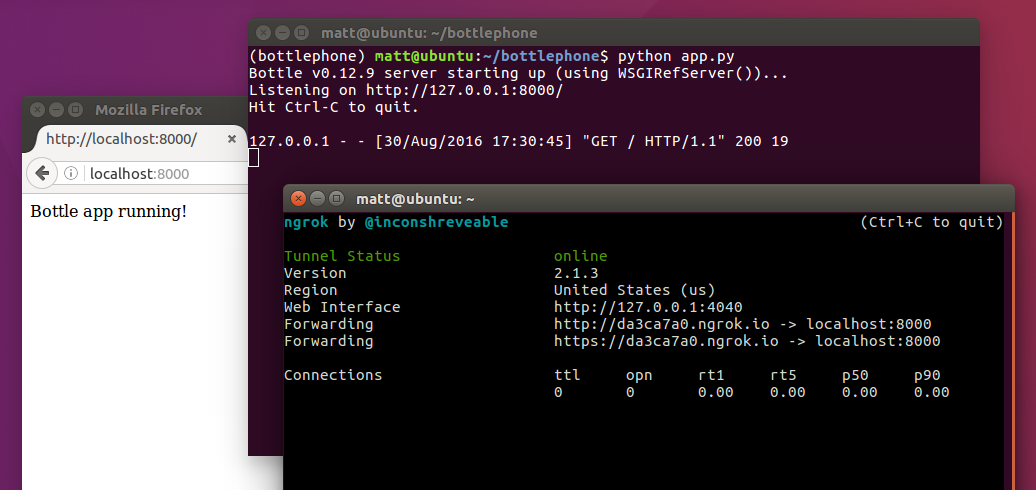 matt@ubuntu: ~/bottlephone
(bottlephone) matt@ubuntu:~/bottlephone$ python app.py
Bottle v0.12.9 server starting up (using WSGIRefServer())...
Listening on http://127.0.0.1:8000/
Hit Ctrl-C to quit.
127.0.0.1 - - [30/Aug/2016 17:30:45] "GET / HTTP/1.1" 200 19
Mozilla Firefox
http://localhost:8000/
localhost:8000
Bottle app running!
matt@ubuntu: ~
ngrok by @inconshreveable (Ctrl+C to quit)
Tunnel Status online
Version 2.1.3
Region United States (us)
Web Interface http://127.0.0.1:4040
Forwarding http://da3ca7a0.ngrok.io -> localhost:8000
Forwarding https://da3ca7a0.ngrok.io -> localhost:8000
Connections ttl opn rt1 rt5 p50 p90
0 0 0.00 0.00 0.00 0.00